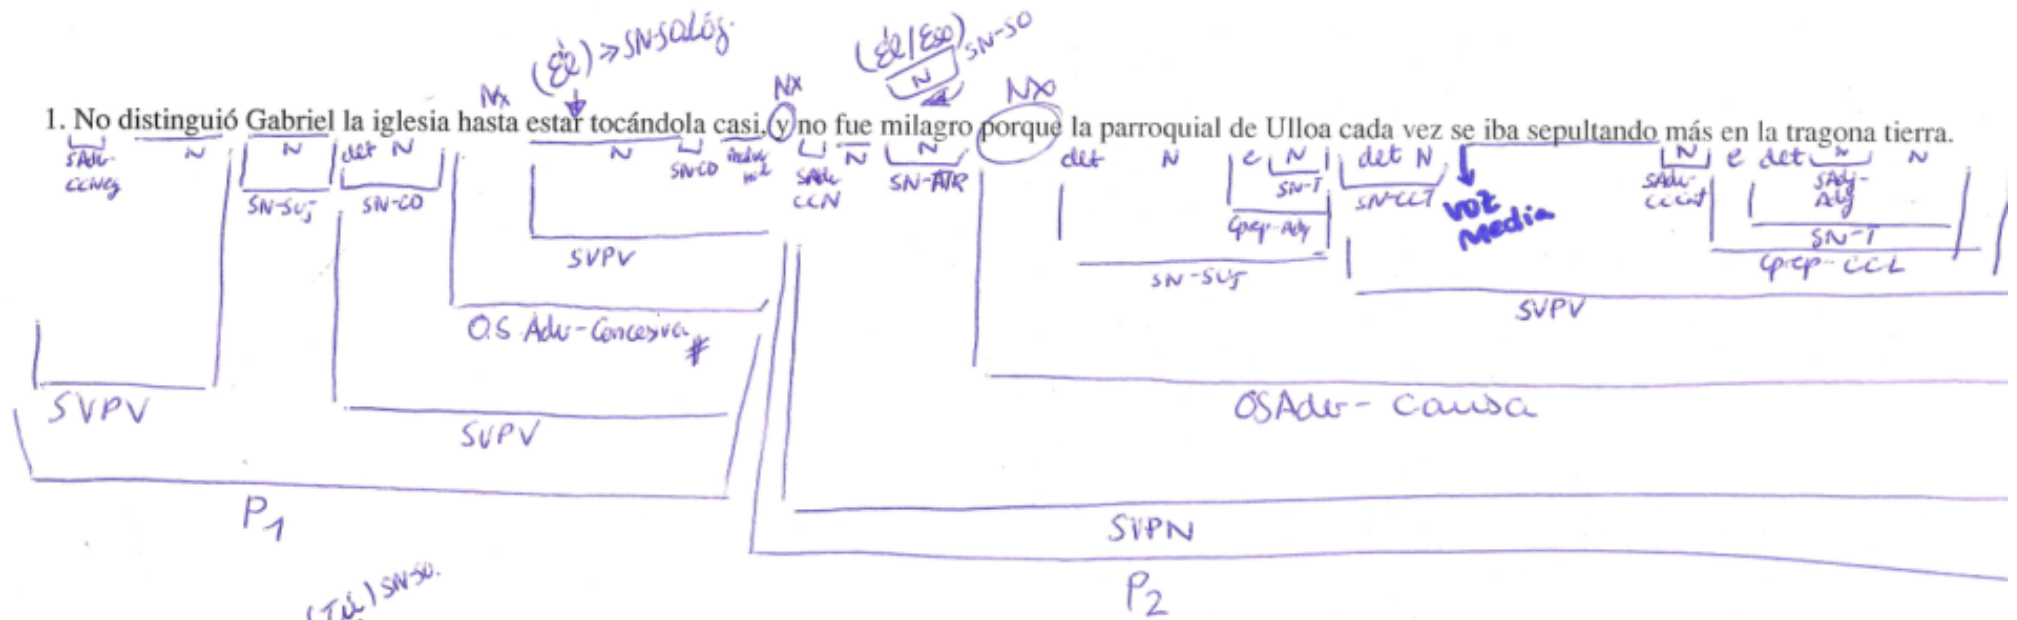 (Él) → SN-SO lóg.
(Él/Eso) SN-SO
N
Nx NX NX
1. No distinguió Gabriel la iglesia hasta estar tocándola casi, y no fue milagro porque la parroquial de Ulloa cada vez se iba sepultando más en la tragona tierra.
SAdv-CCNeg N N det N N SN-CO SAdv CCN N N det N e N det N N e det N N
SN-SUJ SN-CO SN-ATR SN-T SN-CCT voz media SAdv-CCCant SAdj-Adj
Gprep-Ady SN-T
SVPV SN-SUJ Gprep-CCL
O.S. Adv-Concesiva # SVPV
SVPV SVPV OSAdv - causa
P1 SVPN
P2
(Tú) SN-SO.